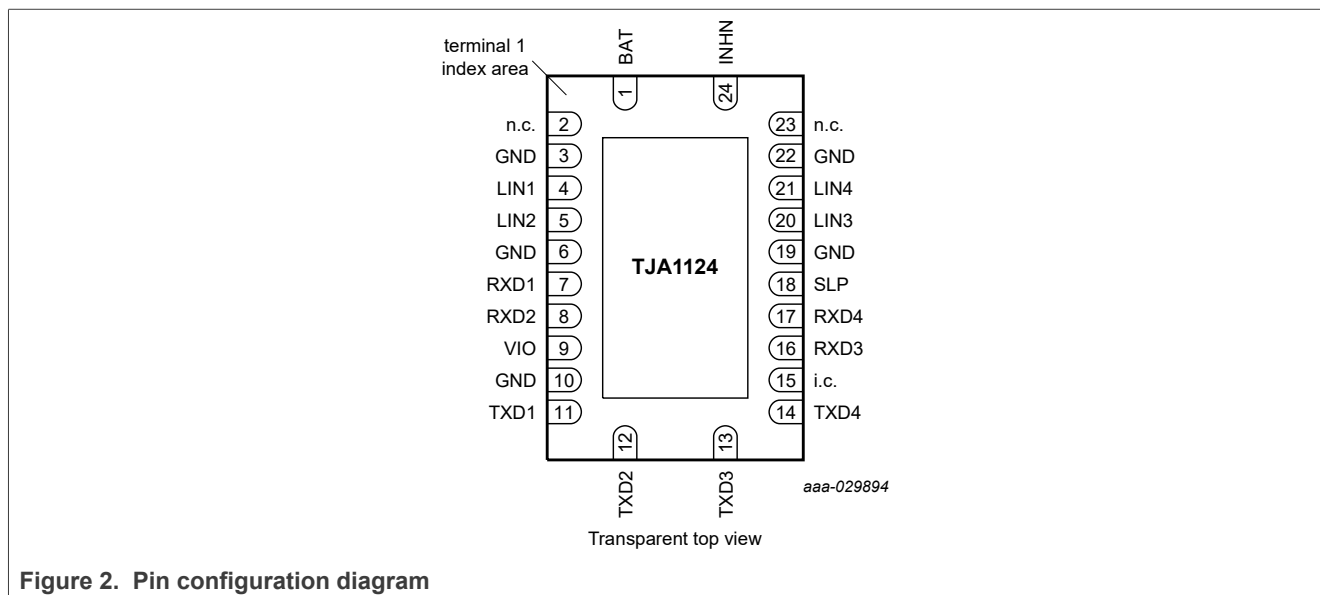 terminal 1
index area
BAT
INHN
1
24
n.c. 2
23 n.c.
GND 3
22 GND
LIN1 4
21 LIN4
LIN2 5
20 LIN3
GND 6
19 GND
TJA1124
RXD1 7
18 SLP
RXD2 8
17 RXD4
VIO 9
16 RXD3
GND 10
15 i.c.
TXD1 11
14 TXD4
12
13
TXD2
TXD3
aaa-029894
Transparent top view
Figure 2. Pin configuration diagram